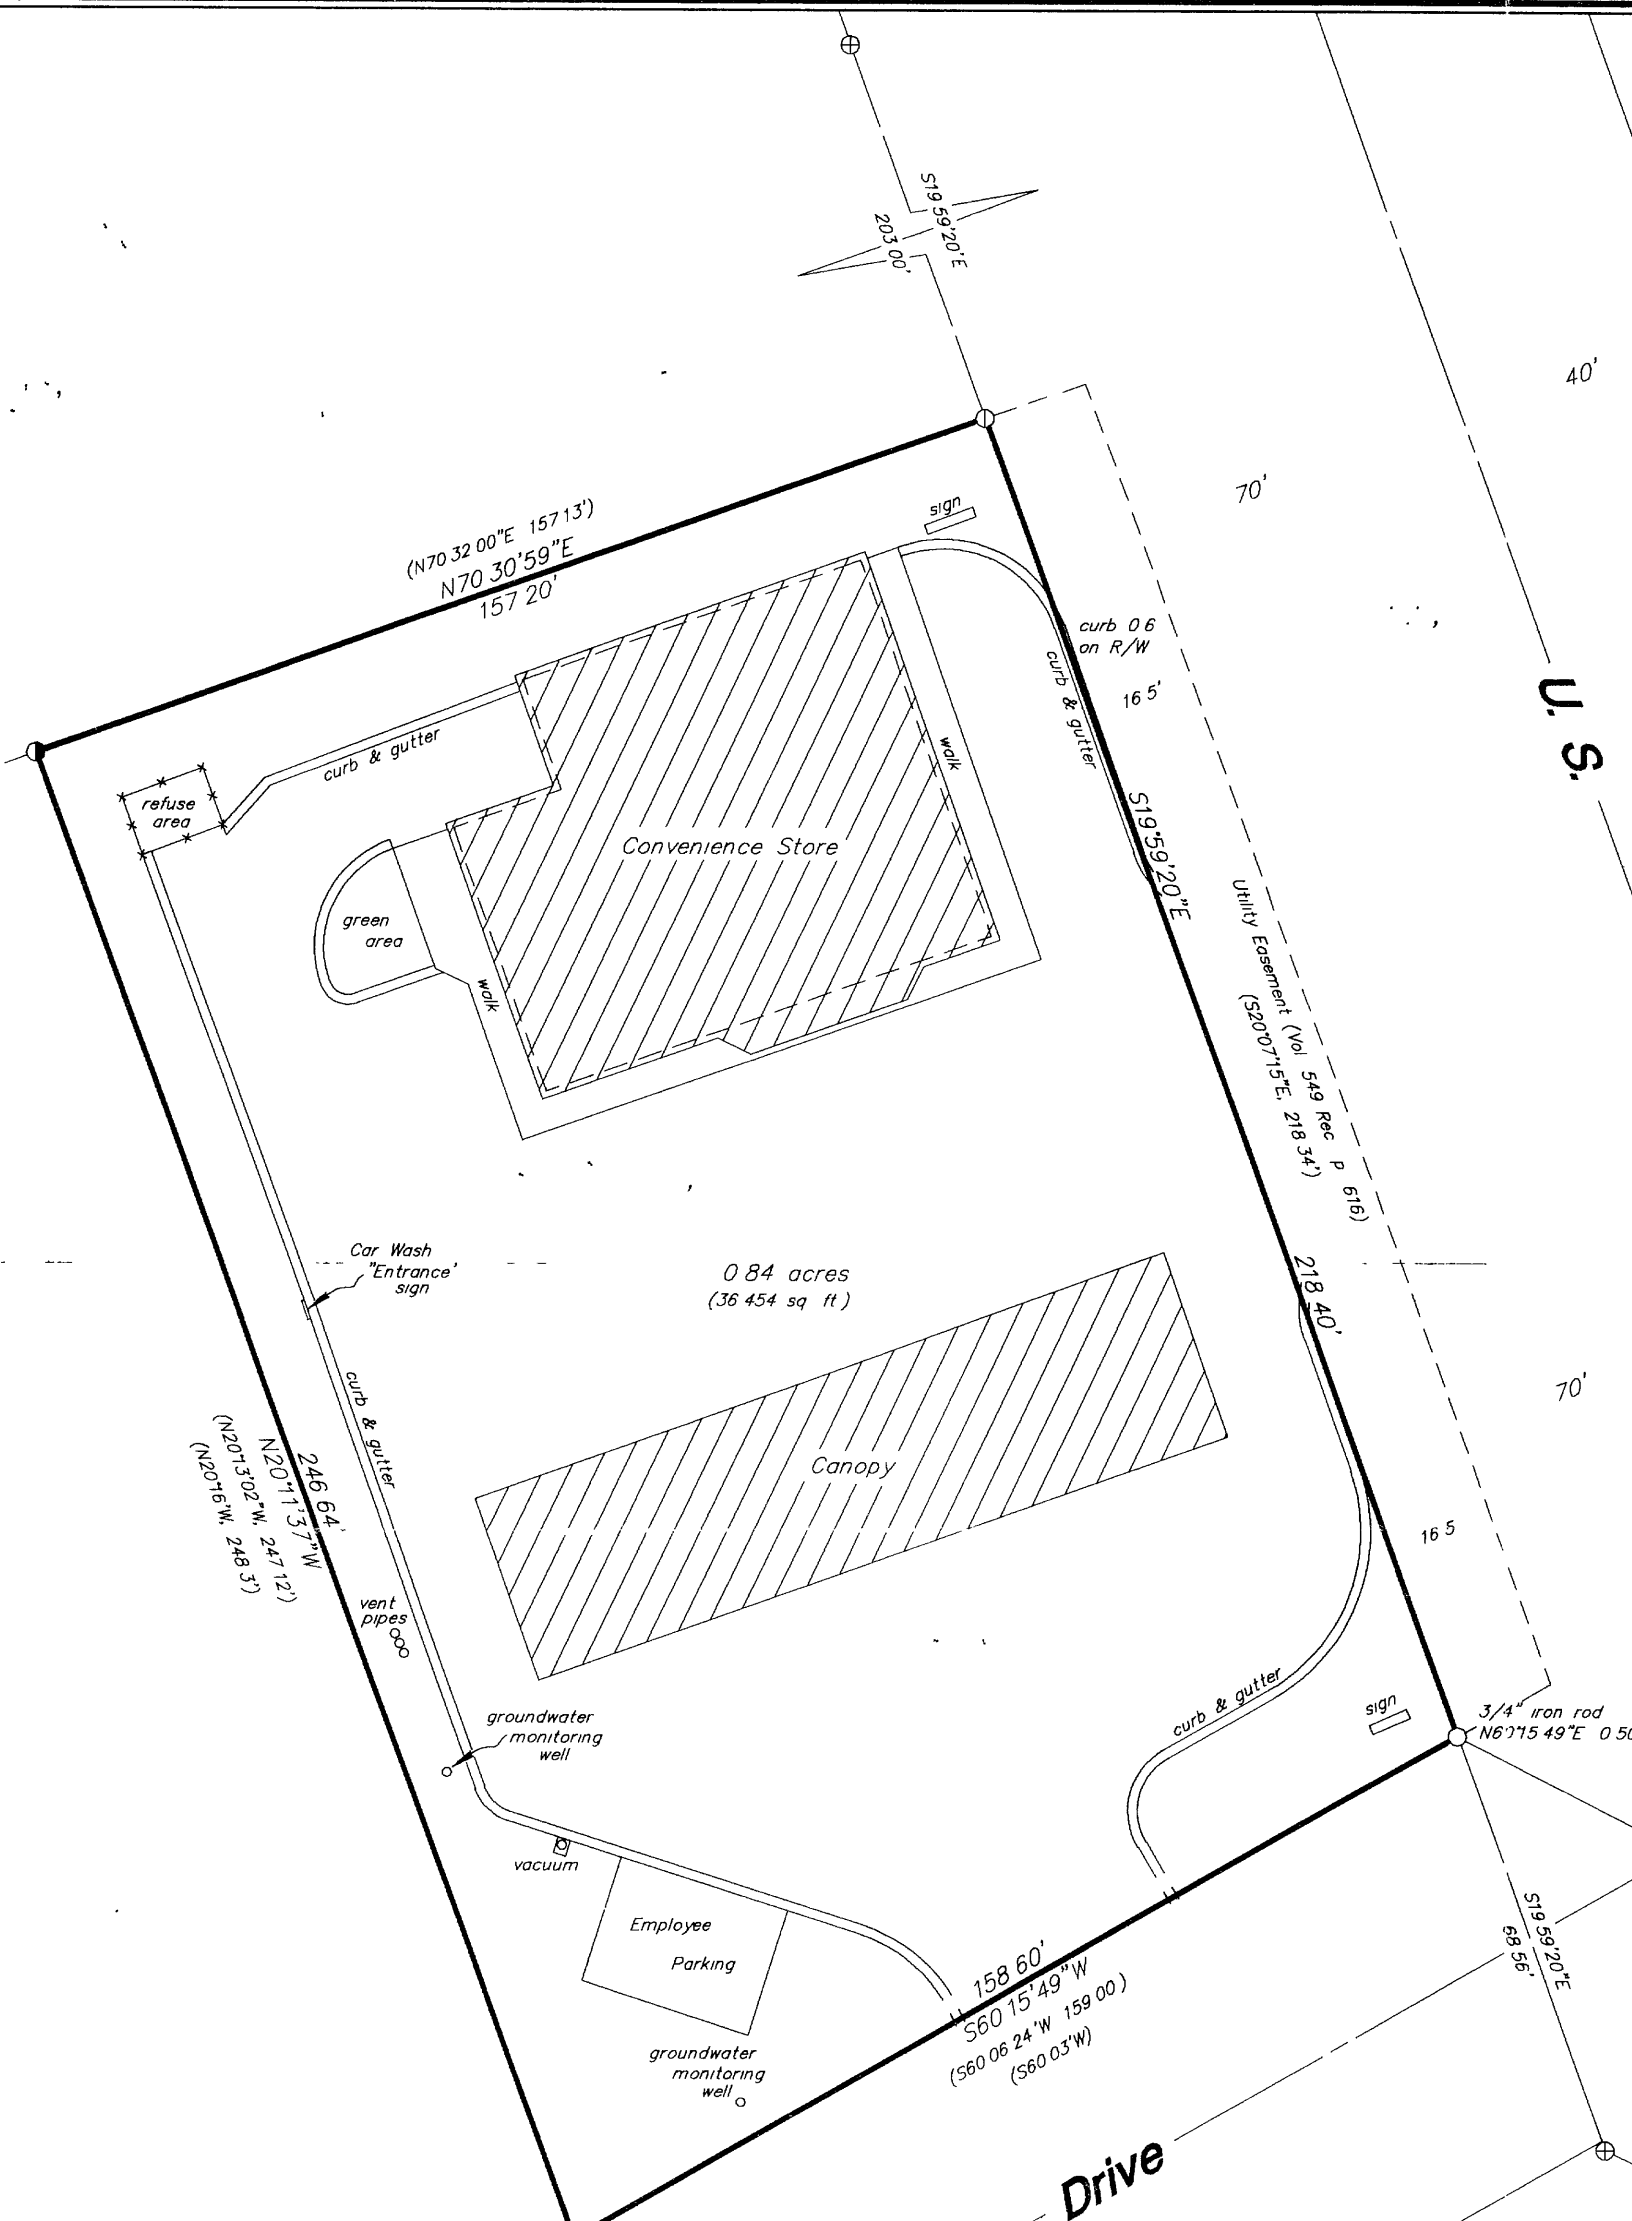 S19 59'20"E
203 00'
40'
70'
sign
(N70 32 00"E 157 13')
N70 30'59"E
157 20'
curb 0 6
on R/W
16 5'
curb & gutter
U. S.
curb & gutter
walk
refuse
area
Convenience Store
S19°59'20"E
green
area
walk
Utility Easement (Vol 549 Rec p 616)
(S20°07'15"E, 218 34')
Car Wash
"Entrance'
sign
0 84 acres
(36 454 sq ft)
218 40'
70'
curb & gutter
Canopy
246 64'
N20°11'37"W
(N20°13'02"W, 247 12')
(N20°16'W, 248 3')
16 5
vent
pipes
curb & gutter
sign
3/4" iron rod
groundwater
monitoring
well
vacuum
Employee
Parking
S19 59'20"E
68 56'
158 60'
S60 15'49"W
(S60 06 24'W 159 00)
(S60 03'W)
groundwater
monitoring
well
Drive